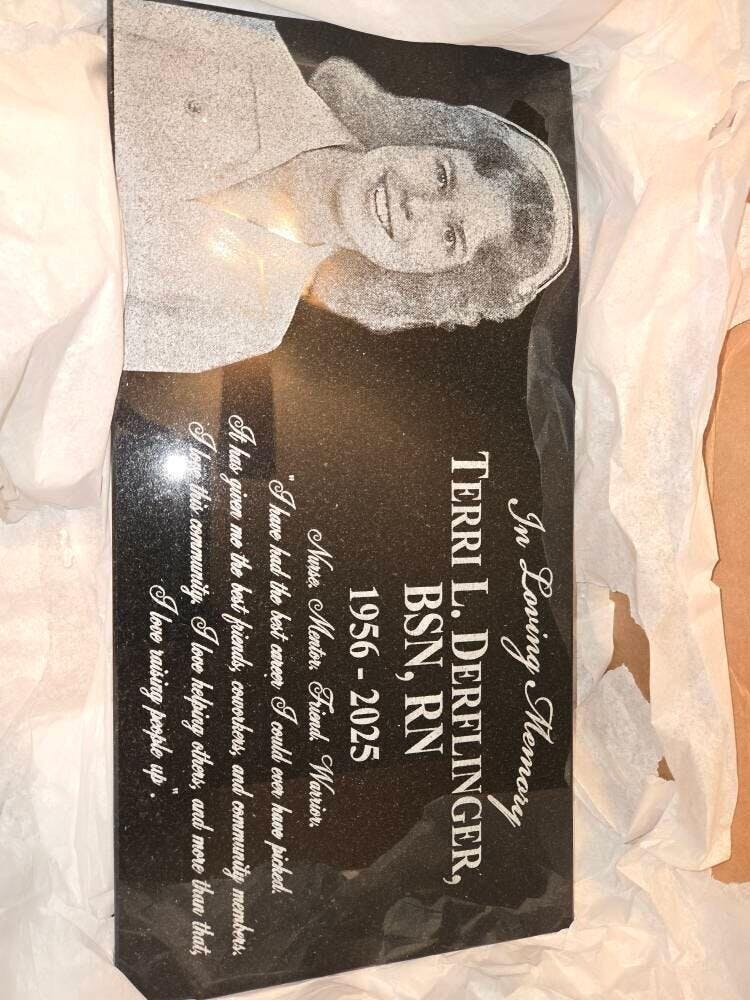 In Loving Memory
TERRI L. DERFLINGER,
BSN, RN
1956 - 2025
Nurse. Mentor. Friend. Warrior.
"I have had the best career I could ever have picked.
It has given me the best friends, coworkers, and community members.
I love this community. I love helping others, and more than that,
I love raising people up".